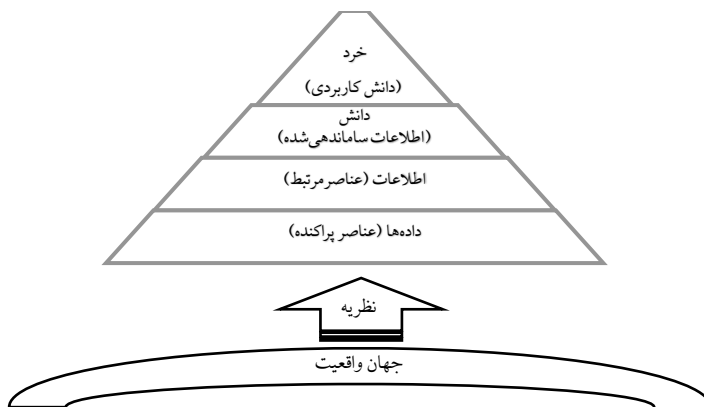 خرد
(دانش کاربردی)
دانش
(اطلاعات ساماندهی‌شده)
اطلاعات (عناصر مرتبط)
داده‌ها (عناصر پراکنده)
نظریه
جهان واقعیت